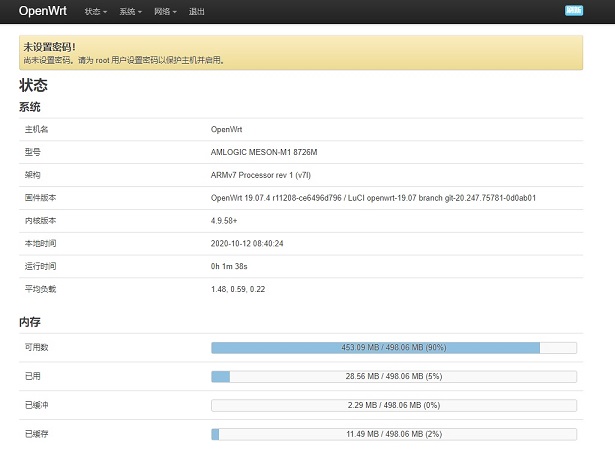 OpenWrt 状态 系统 网络 退出 刷新
未设置密码!
尚未设置密码。请为 root 用户设置密码以保护主机并启用。
状态
系统
主机名 OpenWrt
型号 AMLOGIC MESON-M1 8726M
架构 ARMv7 Processor rev 1 (v7l)
固件版本 OpenWrt 19.07.4 r11208-ce6496d796 / LuCI openwrt-19.07 branch git-20.247.75781-0d0ab01
内核版本 4.9.58+
本地时间 2020-10-12 08:40:24
运行时间 0h 1m 38s
平均负载 1.48, 0.59, 0.22
内存
可用数 453.09 MB / 498.06 MB (90%)
已用 28.56 MB / 498.06 MB (5%)
已缓冲 2.29 MB / 498.06 MB (0%)
已缓存 11.49 MB / 498.06 MB (2%)